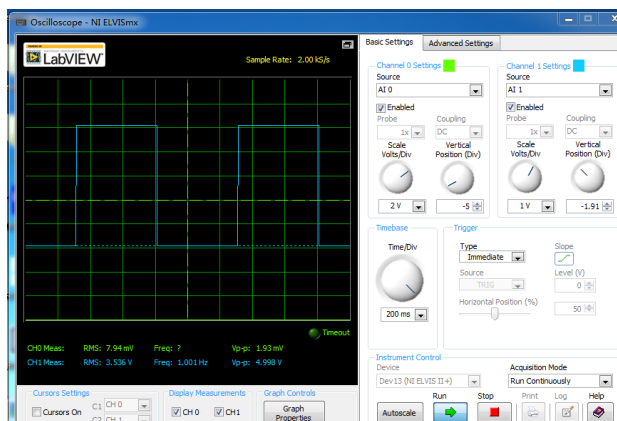 Oscilloscope - NI ELVISmx
LabVIEW
Sample Rate: 2.00 kS/s
Basic Settings
Advanced Settings
Channel 0 Settings
Channel 1 Settings
Source
Source
AI 0
AI 1
Enabled
Enabled
Probe
Coupling
Probe
Coupling
1x
DC
1x
DC
Scale
Volts/Div
Vertical
Position (Div)
Scale
Volts/Div
Vertical
Position (Div)
2 V
-5
1 V
-1.91
Timebase
Trigger
Time/Div
Type
Slope
Immediate
Source
Level (V)
TRIG
0
Horizontal Position (%)
200 ms
50
Timeout
CH0 Meas: RMS: 7.94 mV Freq: ? Vp-p: 1.93 mV
CH1 Meas: RMS: 3.536 V Freq: 1.001 Hz Vp-p: 4.998 V
Instrument Control
Device
Acquisition Mode
Dev13 (NI ELVIS II+)
Run Continuously
Run
Stop
Print
Log
Help
Autoscale
Cursors Settings
Display Measurements
Graph Controls
Cursors On
C1
CH 0
C2
CH 1
CH 0
CH1
Graph
Properties